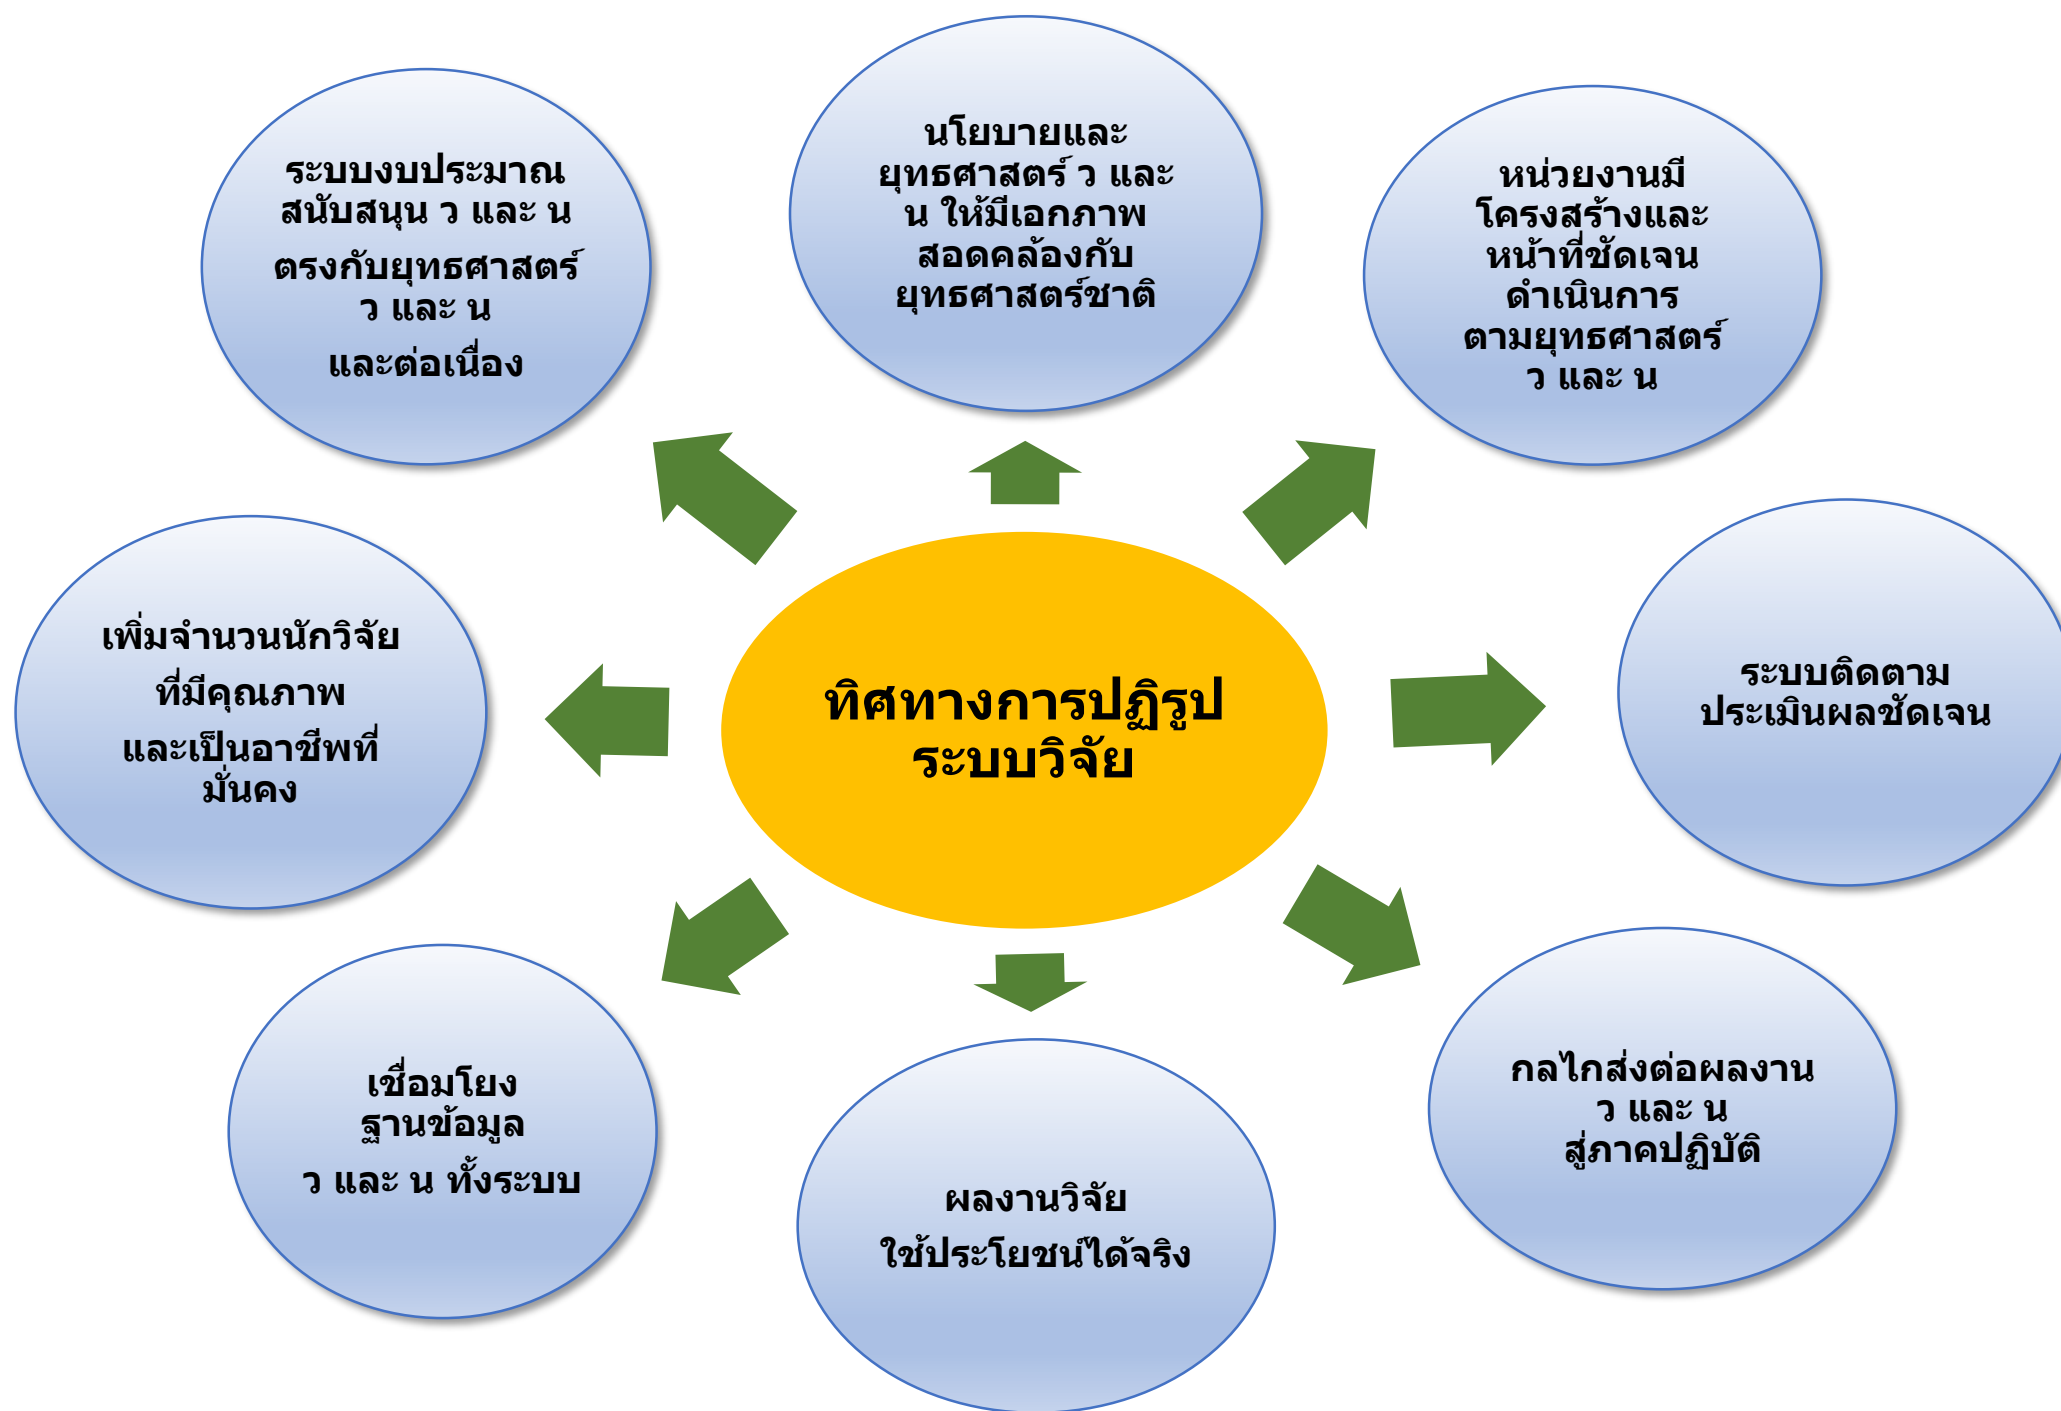 นโยบายและ
ยุทธศาสตร์ ว และ
น ให้มีเอกภาพ
สอดคล้องกับ
ยุทธศาสตร์ชาติ
ระบบงบประมาณ
สนับสนุน ว และ น
ตรงกับยุทธศาสตร์
ว และ น
และต่อเนื่อง
หน่วยงานมี
โครงสร้างและ
หน้าที่ชัดเจน
ดำเนินการ
ตามยุทธศาสตร์
ว และ น
เพิ่มจำนวนนักวิจัย
ที่มีคุณภาพ
และเป็นอาชีพที่
มั่นคง
ทิศทางการปฏิรูป
ระบบวิจัย
ระบบติดตาม
ประเมินผลชัดเจน
เชื่อมโยง
ฐานข้อมูล
ว และ น ทั้งระบบ
ผลงานวิจัย
ใช้ประโยชน์ได้จริง
กลไกส่งต่อผลงาน
ว และ น
สู่ภาคปฏิบัติ